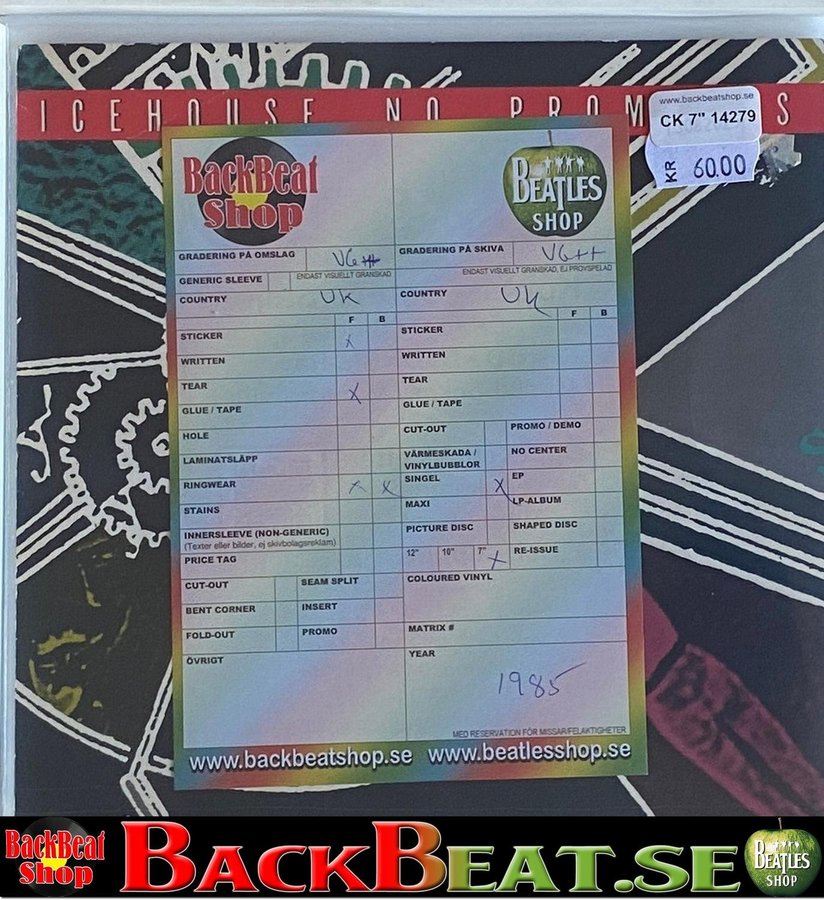 ICEHOUSE NO PROM S
www.backbeatshop.se
CK 7" 14279
KR 60.00
BackBeat Shop
BEATLES SHOP
GRADERING PÅ OMSLAG VG++
GRADERING PÅ SKIVA VG++
GENERIC SLEEVE
ENDAST VISUELLT GRANSKAD
ENDAST VISUELLT GRANSKAD, EJ PROVSPELAD
COUNTRY UK
COUNTRY UK
F B
F B
STICKER X
STICKER
WRITTEN
WRITTEN
TEAR X
TEAR
GLUE / TAPE
GLUE / TAPE
HOLE
CUT-OUT
PROMO / DEMO
LAMINATSLÄPP
VÄRMESKADA /
VINYLBUBBLOR
NO CENTER
RINGWEAR X X
SINGEL X
EP
STAINS
MAXI
LP-ALBUM
INNERSLEEVE (NON-GENERIC)
(Texter eller bilder, ej skivbolagsreklam)
PICTURE DISC
SHAPED DISC
PRICE TAG
12" 10" 7" X
RE-ISSUE
CUT-OUT
SEAM SPLIT
COLOURED VINYL
BENT CORNER
INSERT
FOLD-OUT
PROMO
MATRIX #
ÖVRIGT
YEAR
1985
MED RESERVATION FÖR MISSAR/FELAKTIGHETER
www.backbeatshop.se www.beatlesshop.se
BackBeat Shop
BACKBEAT.SE
BEATLES SHOP